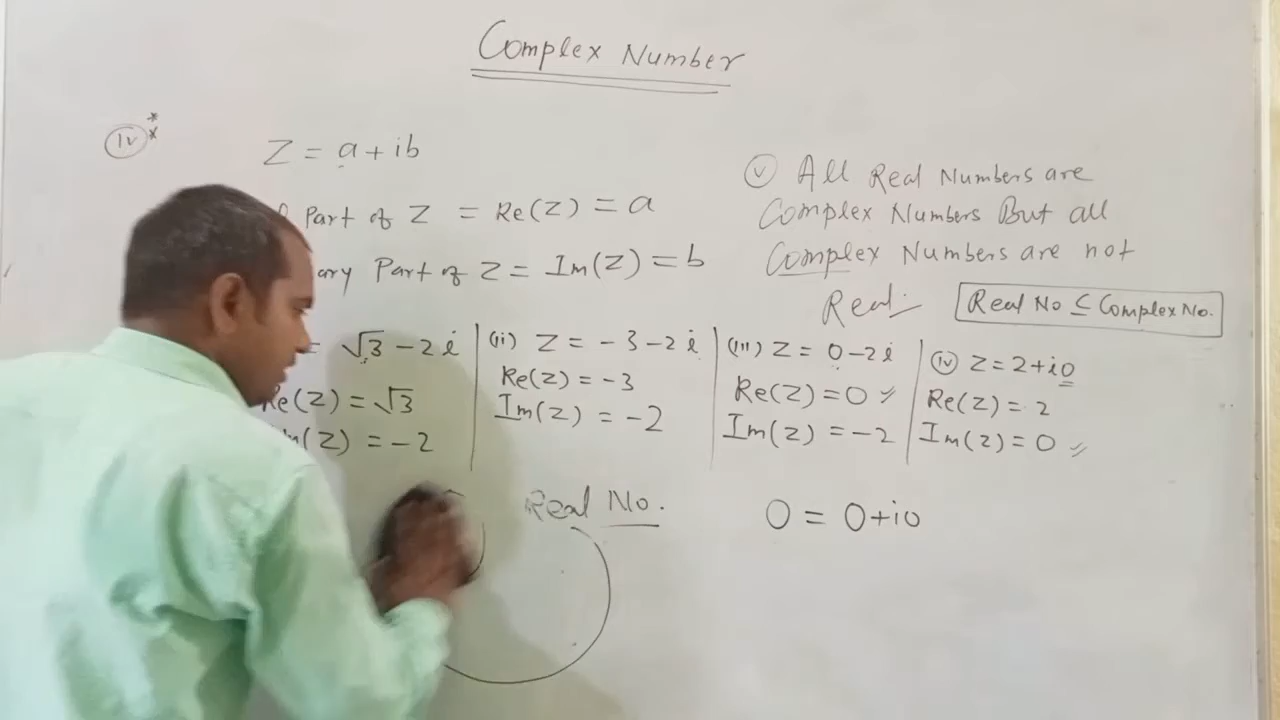 Complex Number
(iv) **
Z = a + ib
Part of Z = Re(Z) = a
ary Part of Z = Im(Z) = b
(v) All Real Numbers are
Complex Numbers But all
Complex Numbers are not
Real.
Real No ⊆ Complex No.
= √3 - 2i
Re(Z) = √3
m(Z) = -2
(ii) Z = -3 - 2i
Re(Z) = -3
Im(Z) = -2
(iii) Z = 0 - 2i
Re(Z) = 0
Im(Z) = -2
(iv) Z = 2 + i0
Re(Z) = 2
Im(Z) = 0
Real No.
0 = 0 + i0